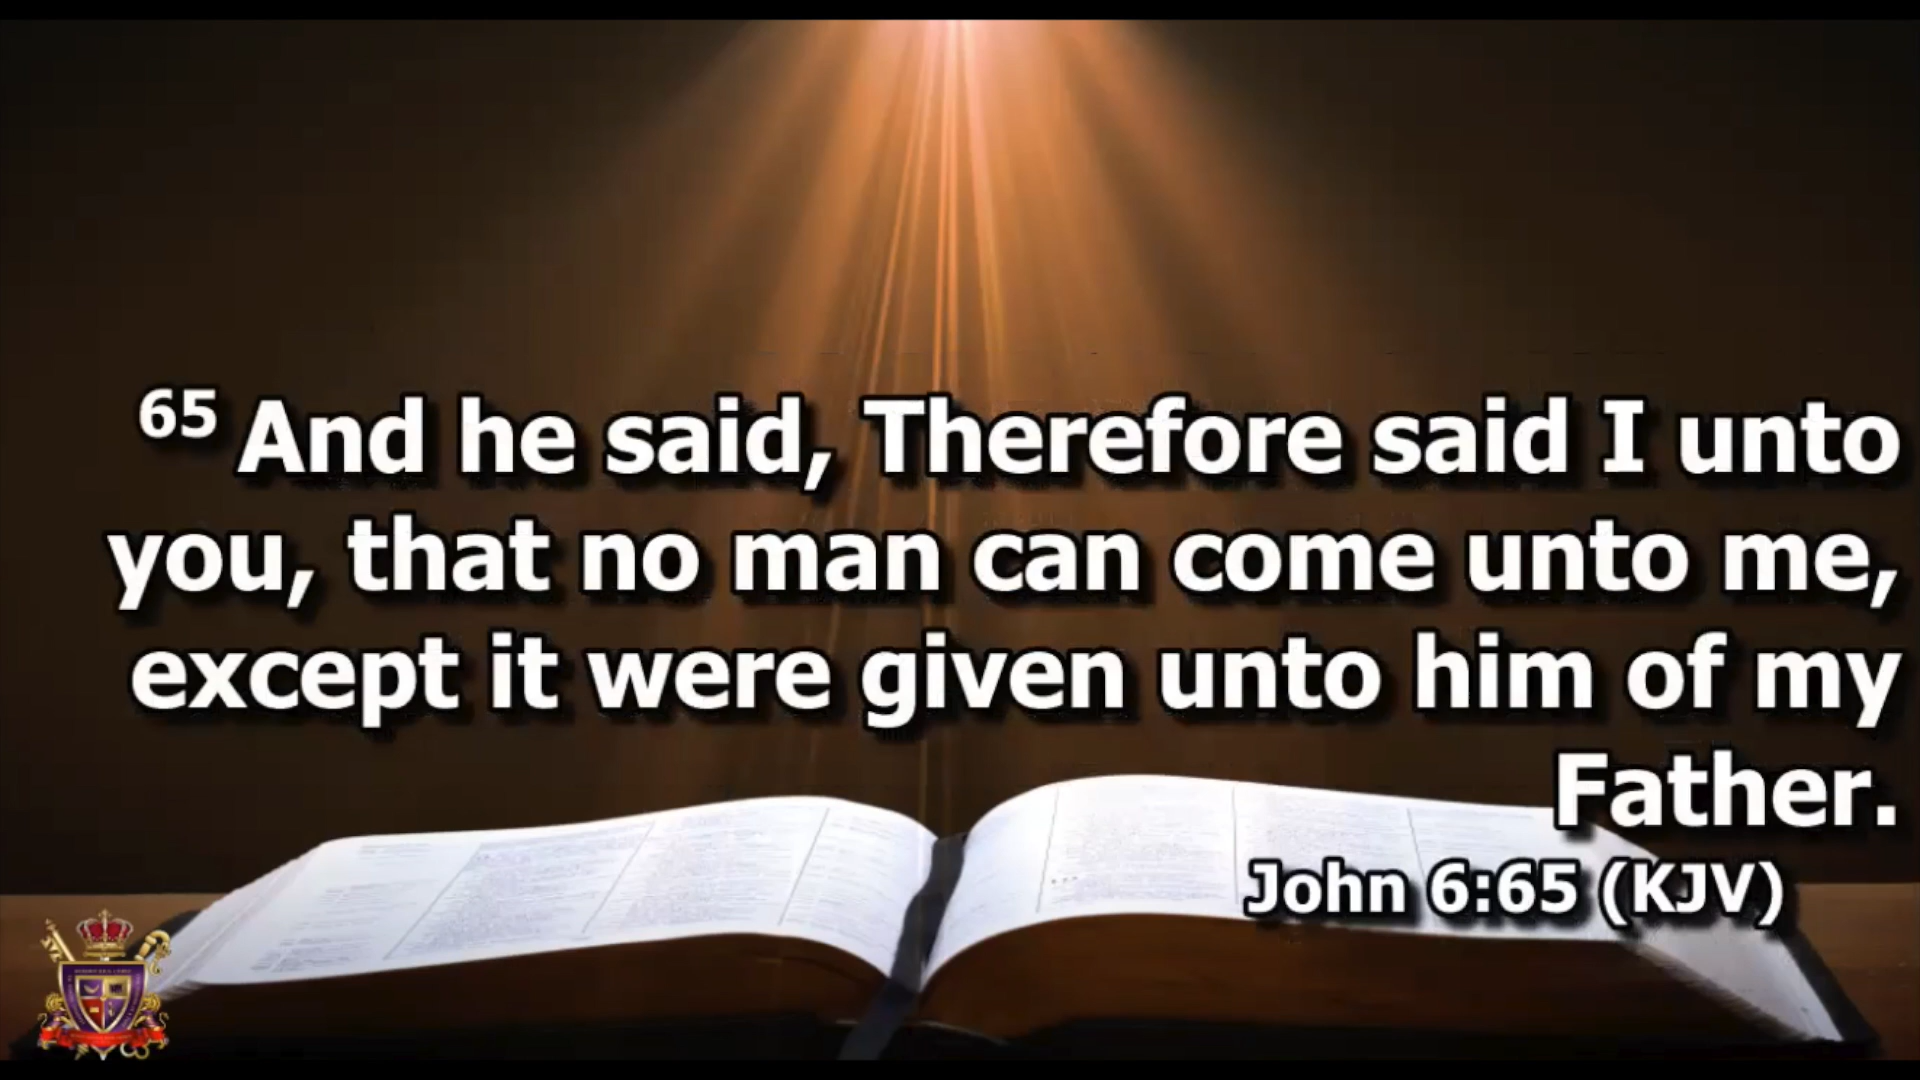 65 And he said, Therefore said I unto
you, that no man can come unto me,
except it were given unto him of my
Father.
John 6:65 (KJV)